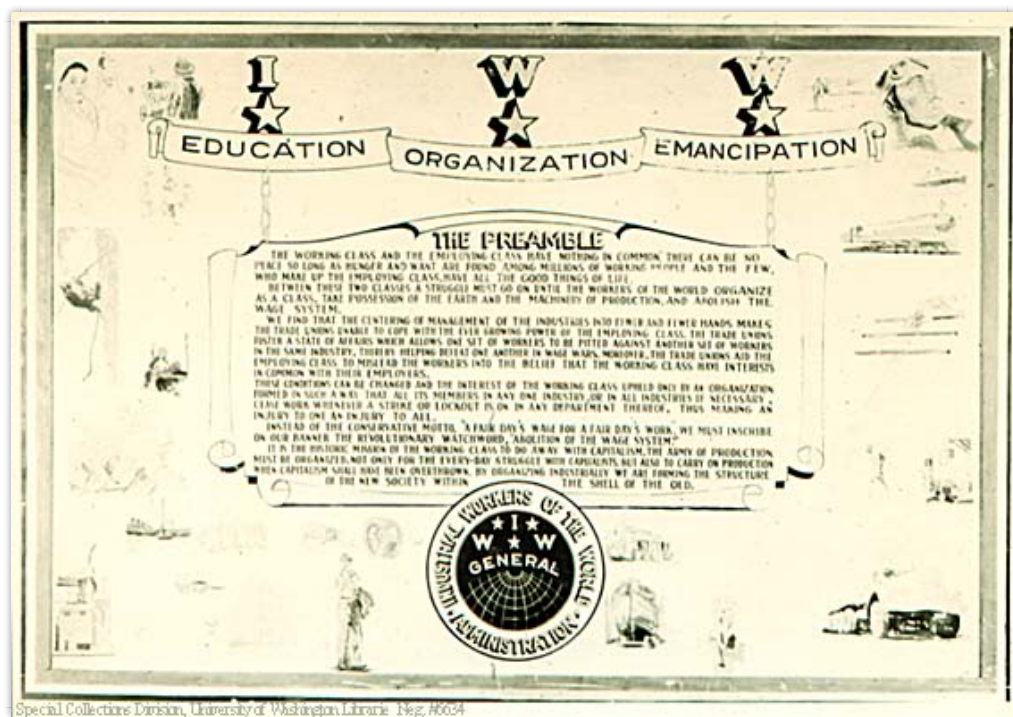 I W W
EDUCATION ORGANIZATION EMANCIPATION
THE PREAMBLE
THE WORKING CLASS AND THE EMPLOYING CLASS HAVE NOTHING IN COMMON. THERE CAN BE NO
PEACE SO LONG AS HUNGER AND WANT ARE FOUND AMONG MILLIONS OF WORKING PEOPLE AND THE FEW,
WHO MAKE UP THE EMPLOYING CLASS, HAVE ALL THE GOOD THINGS OF LIFE.
BETWEEN THESE TWO CLASSES A STRUGGLE MUST GO ON UNTIL THE WORKERS OF THE WORLD ORGANIZE
AS A CLASS, TAKE POSSESSION OF THE EARTH AND THE MACHINERY OF PRODUCTION, AND ABOLISH THE
WAGE SYSTEM.
WE FIND THAT THE CENTERING OF MANAGEMENT OF THE INDUSTRIES INTO FEWER AND FEWER HANDS MAKES
THE TRADE UNIONS UNABLE TO COPE WITH THE EVER GROWING POWER OF THE EMPLOYING CLASS. THE TRADE UNIONS
FOSTER A STATE OF AFFAIRS WHICH ALLOWS ONE SET OF WORKERS TO BE PITTED AGAINST ANOTHER SET OF WORKERS
IN THE SAME INDUSTRY, THEREBY HELPING DEFEAT ONE ANOTHER IN WAGE WARS. MOREOVER, THE TRADE UNIONS AID THE
EMPLOYING CLASS TO MISLEAD THE WORKERS INTO THE BELIEF THAT THE WORKING CLASS HAVE INTERESTS
IN COMMON WITH THEIR EMPLOYERS.
THESE CONDITIONS CAN BE CHANGED AND THE INTEREST OF THE WORKING CLASS UPHELD ONLY BY AN ORGANIZATION
FORMED IN SUCH A WAY THAT ALL ITS MEMBERS IN ANY ONE INDUSTRY, OR IN ALL INDUSTRIES IF NECESSARY,
CEASE WORK WHENEVER A STRIKE OR LOCKOUT IS ON IN ANY DEPARTMENT THEREOF, THUS MAKING AN
INJURY TO ONE AN INJURY TO ALL.
INSTEAD OF THE CONSERVATIVE MOTTO, "A FAIR DAY'S WAGE FOR A FAIR DAY'S WORK, WE MUST INSCRIBE
ON OUR BANNER THE REVOLUTIONARY WATCHWORD, "ABOLITION OF THE WAGE SYSTEM."
IT IS THE HISTORIC MISSION OF THE WORKING CLASS TO DO AWAY WITH CAPITALISM. THE ARMY OF PRODUCTION
MUST BE ORGANIZED, NOT ONLY FOR THE EVERY-DAY STRUGGLE WITH CAPITALISTS, BUT ALSO TO CARRY ON PRODUCTION
WHEN CAPITALISM SHALL HAVE BEEN OVERTHROWN. BY ORGANIZING INDUSTRIALLY WE ARE FORMING THE STRUCTURE
OF THE NEW SOCIETY WITHIN THE SHELL OF THE OLD.
INDUSTRIAL WORKERS OF THE WORLD
I
W W
GENERAL
ADMINISTRATION
Special Collections Division, University of Washington Librarie Neg. #6634